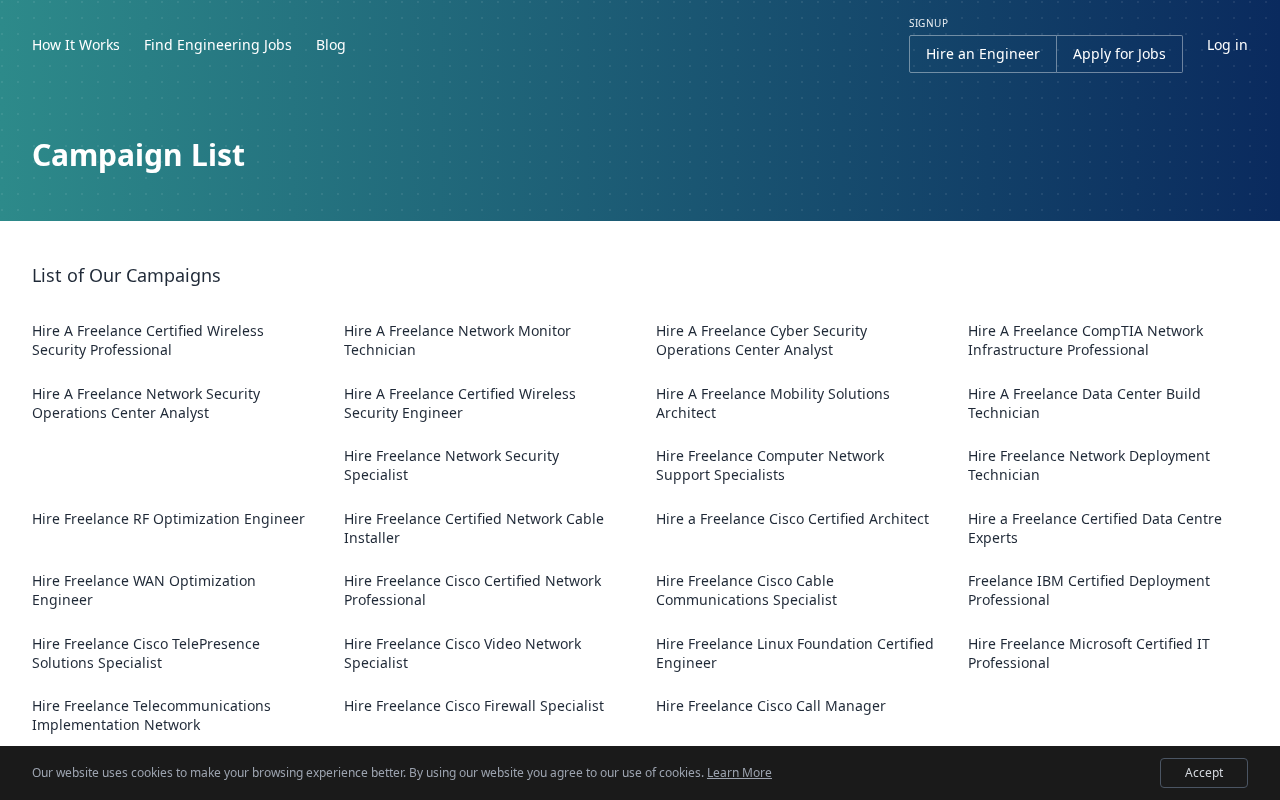 How It Works
Find Engineering Jobs
Blog
SIGNUP
Hire an Engineer
Apply for Jobs
Log in
Campaign List
List of Our Campaigns
Hire A Freelance Certified Wireless
Security Professional
Hire A Freelance Network Monitor
Technician
Hire A Freelance Cyber Security
Operations Center Analyst
Hire A Freelance CompTIA Network
Infrastructure Professional
Hire A Freelance Network Security
Operations Center Analyst
Hire A Freelance Certified Wireless
Security Engineer
Hire A Freelance Mobility Solutions
Architect
Hire A Freelance Data Center Build
Technician
Hire Freelance Network Security
Specialist
Hire Freelance Computer Network
Support Specialists
Hire Freelance Network Deployment
Technician
Hire Freelance RF Optimization Engineer
Hire Freelance Certified Network Cable
Installer
Hire a Freelance Cisco Certified Architect
Hire a Freelance Certified Data Centre
Experts
Hire Freelance WAN Optimization
Engineer
Hire Freelance Cisco Certified Network
Professional
Hire Freelance Cisco Cable
Communications Specialist
Freelance IBM Certified Deployment
Professional
Hire Freelance Cisco TelePresence
Solutions Specialist
Hire Freelance Cisco Video Network
Specialist
Hire Freelance Linux Foundation Certified
Engineer
Hire Freelance Microsoft Certified IT
Professional
Hire Freelance Telecommunications
Implementation Network
Hire Freelance Cisco Firewall Specialist
Hire Freelance Cisco Call Manager
Our website uses cookies to make your browsing experience better. By using our website you agree to our use of cookies. Learn More
Accept